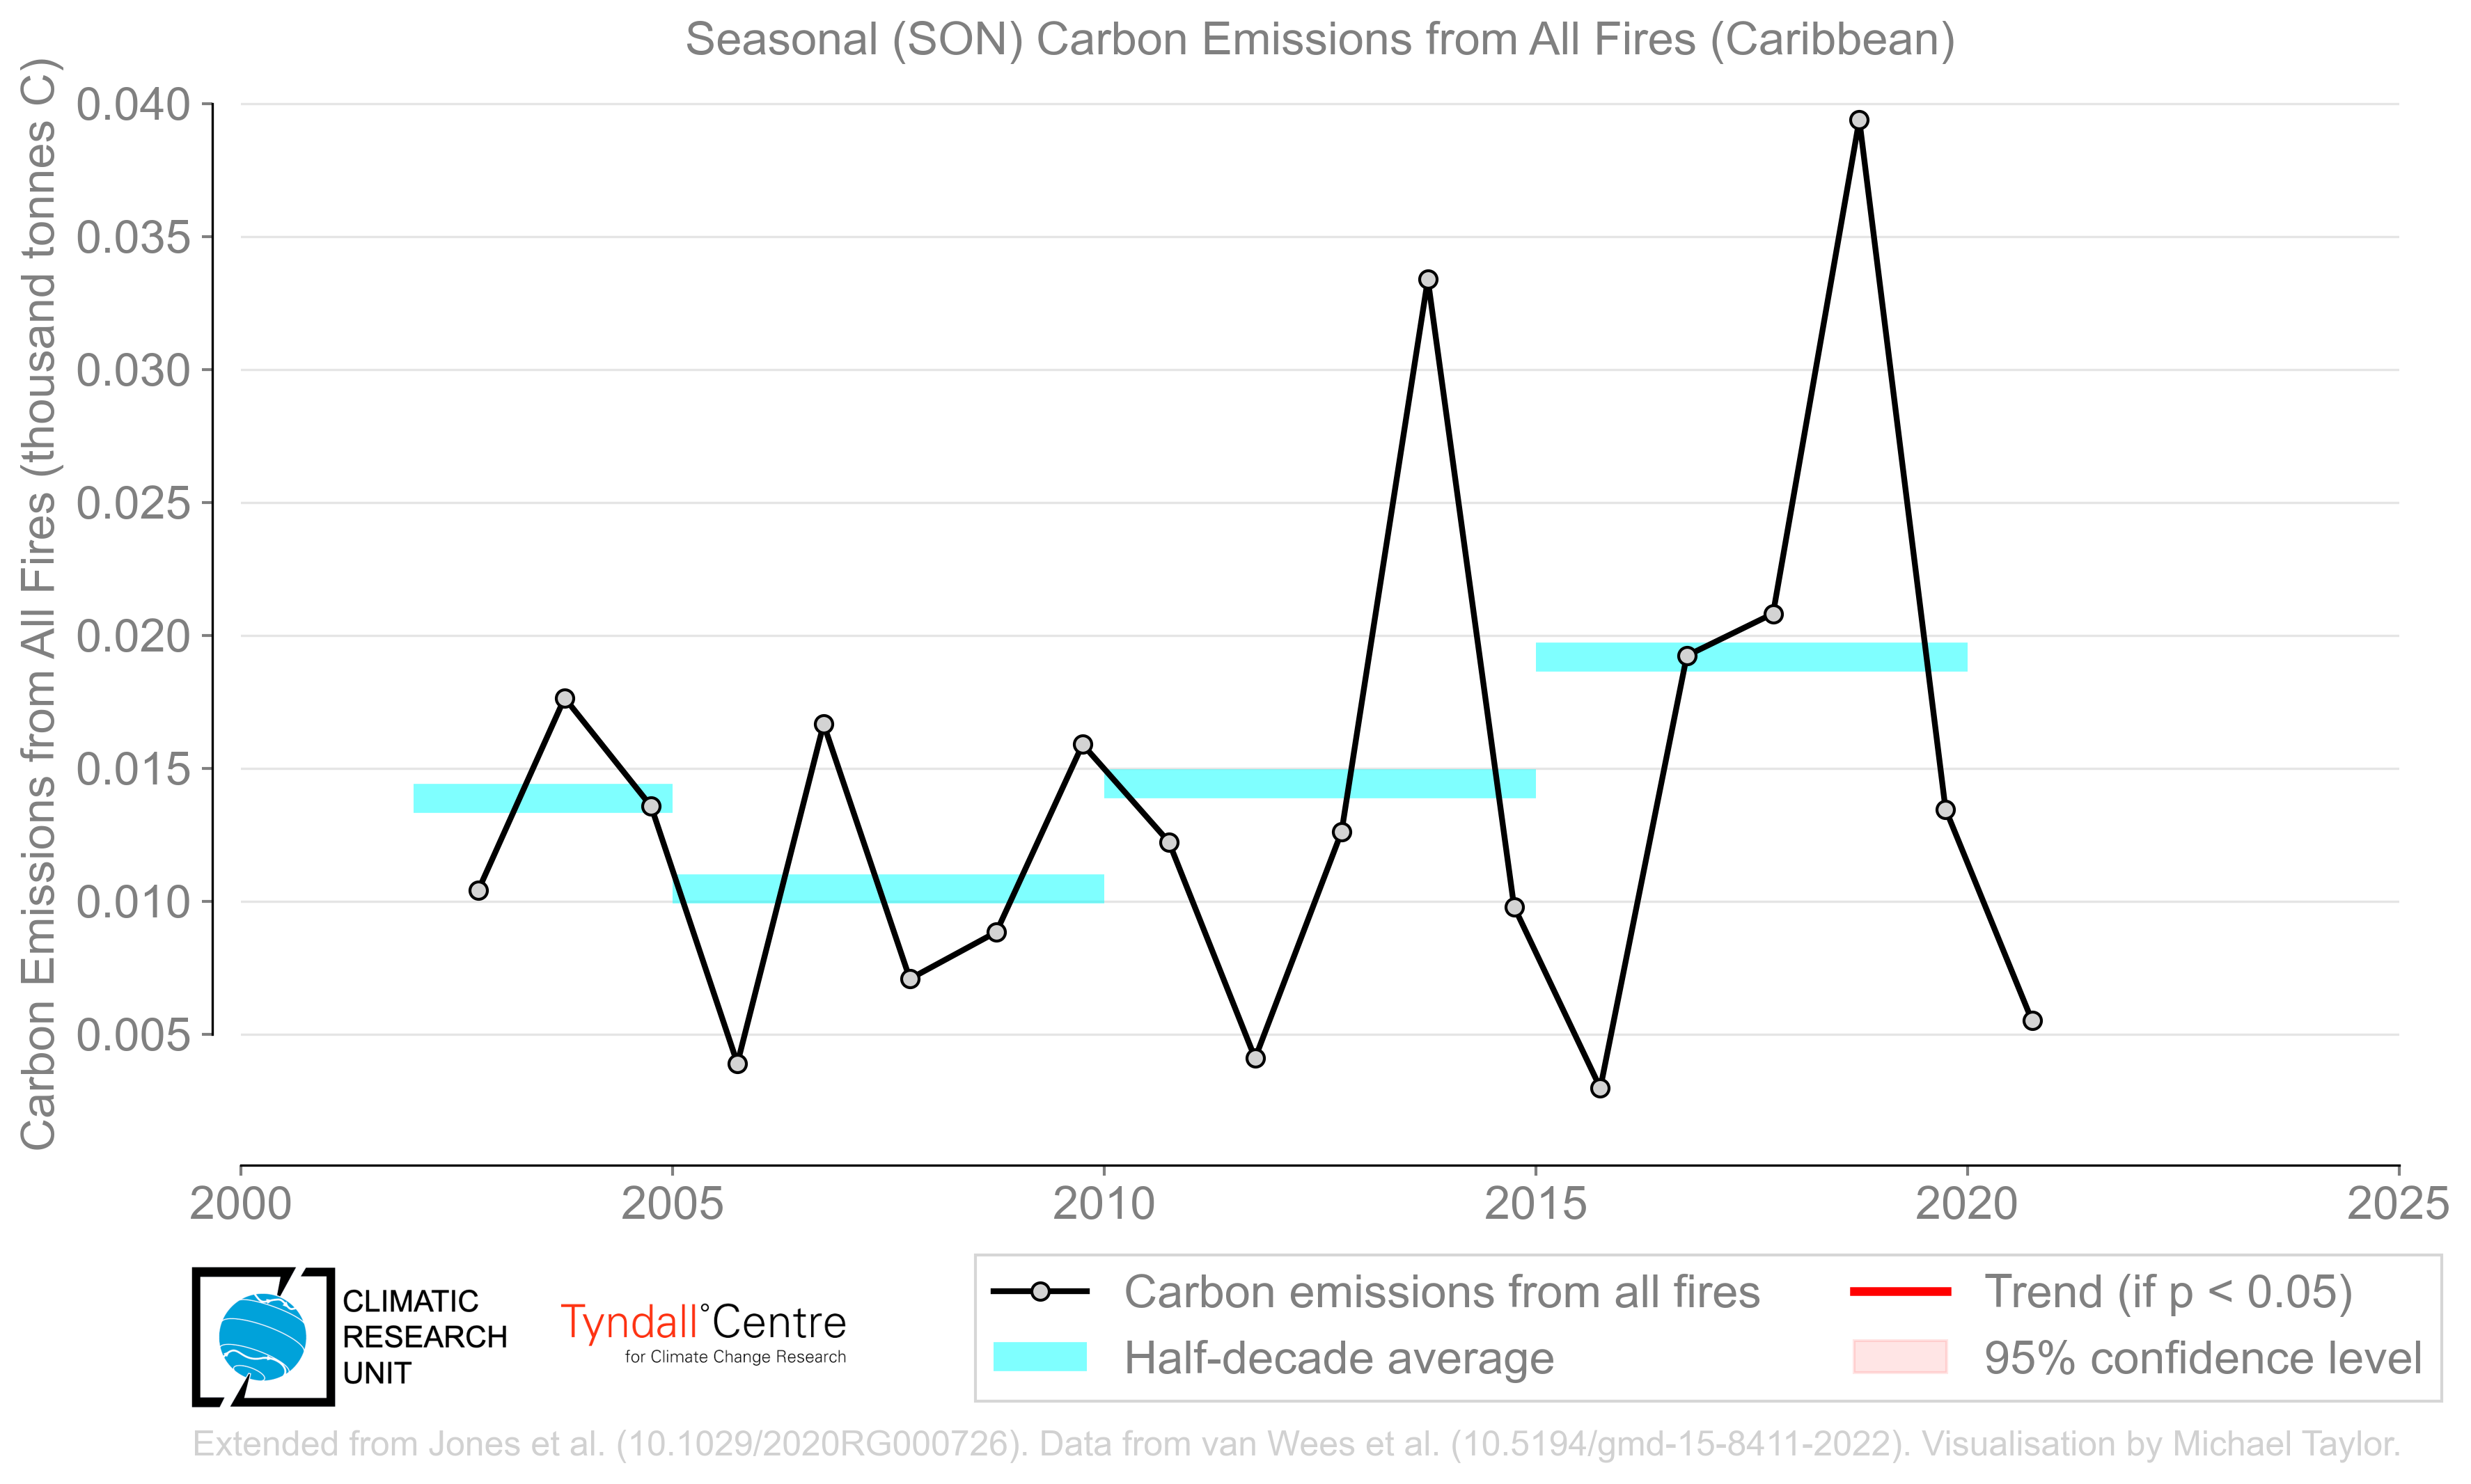 Seasonal (SON) Carbon Emissions from All Fires (Caribbean)
Carbon Emissions from All Fires (thousand tonnes C)
0.040
0.035
0.030
0.025
0.020
0.015
0.010
0.005
2000 2005 2010 2015 2020 2025
CLIMATIC
RESEARCH
UNIT
Tyndall°Centre
for Climate Change Research
Carbon emissions from all fires
Half-decade average
Trend (if p < 0.05)
95% confidence level
Extended from Jones et al. (10.1029/2020RG000726). Data from van Wees et al. (10.5194/gmd-15-8411-2022). Visualisation by Michael Taylor.